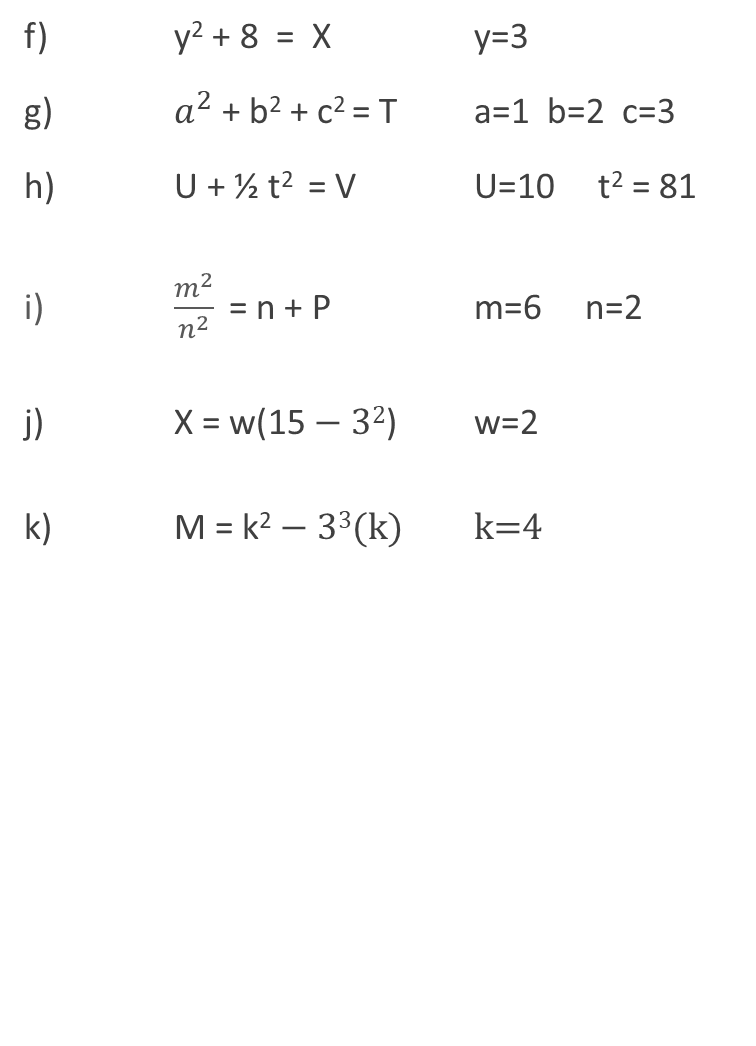 f) y² + 8 = X y=3
g) a² + b² + c² = T a=1 b=2 c=3
h) U + ½ t² = V U=10 t² = 81
i) m²/n² = n + P m=6 n=2
j) X = w(15 − 3²) w=2
k) M = k² − 3³(k) k=4